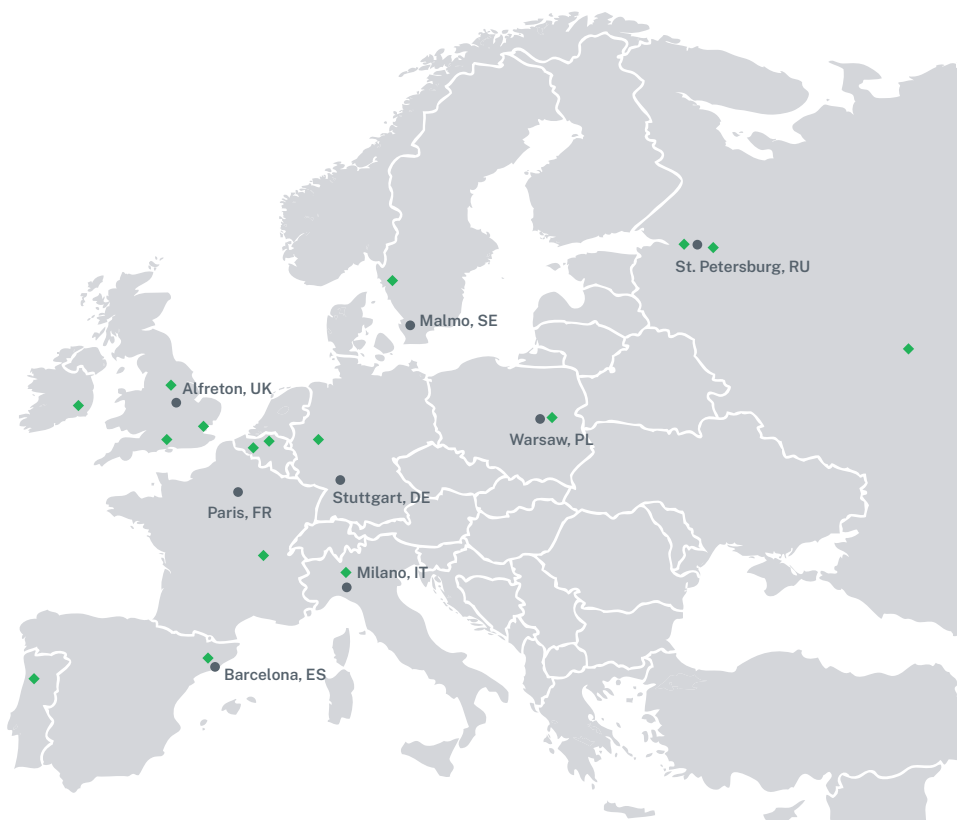 St. Petersburg, RU
Malmo, SE
Alfreton, UK
Warsaw, PL
Stuttgart, DE
Paris, FR
Milano, IT
Barcelona, ES